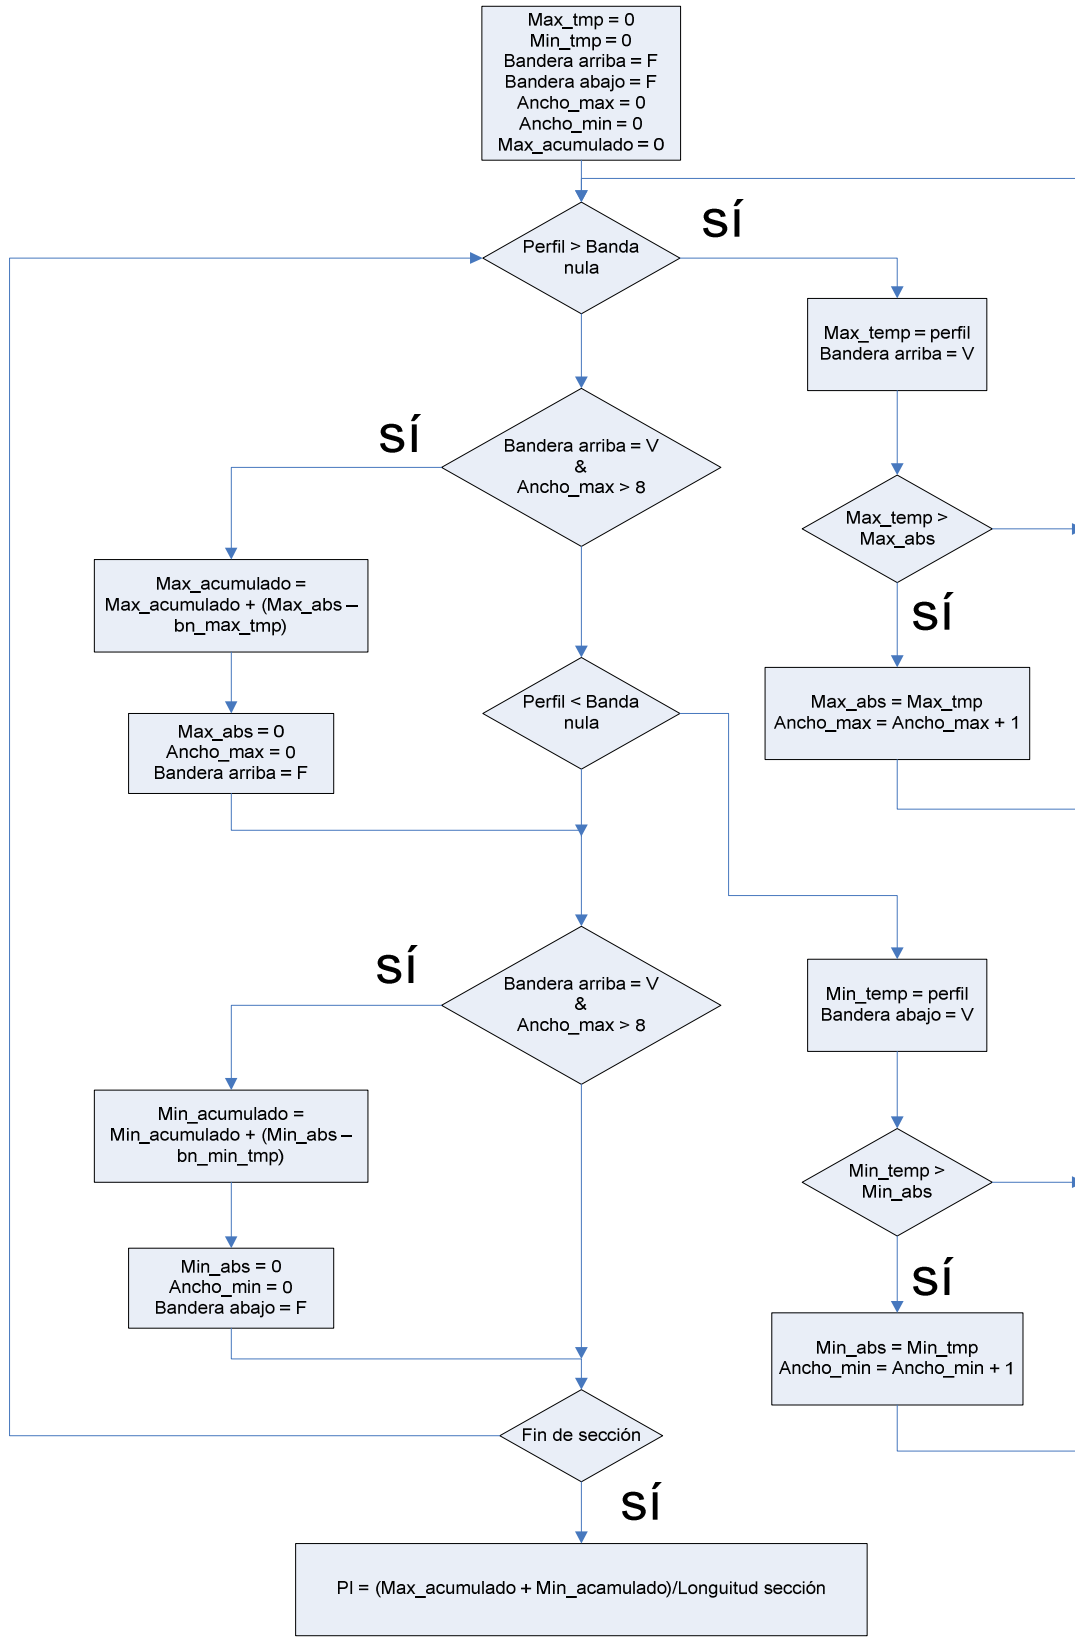 Max_tmp = 0
Min_tmp = 0
Bandera arriba = F
Bandera abajo = F
Ancho_max = 0
Ancho_min = 0
Max_acumulado = 0
sí
Perfil > Banda
nula
Max_temp = perfil
Bandera arriba = V
sí
Bandera arriba = V
&
Ancho_max > 8
Max_temp >
Max_abs
sí
Max_acumulado =
Max_acumulado + (Max_abs –
bn_max_tmp)
Perfil < Banda
nula
Max_abs = Max_tmp
Ancho_max = Ancho_max + 1
Max_abs = 0
Ancho_max = 0
Bandera arriba = F
sí
Bandera arriba = V
&
Ancho_max > 8
Min_temp = perfil
Bandera abajo = V
Min_acumulado =
Min_acumulado + (Min_abs –
bn_min_tmp)
Min_temp >
Min_abs
sí
Min_abs = 0
Ancho_min = 0
Bandera abajo = F
Min_abs = Min_tmp
Ancho_min = Ancho_min + 1
Fin de sección
sí
PI = (Max_acumulado + Min_acamulado)/Longuitud sección